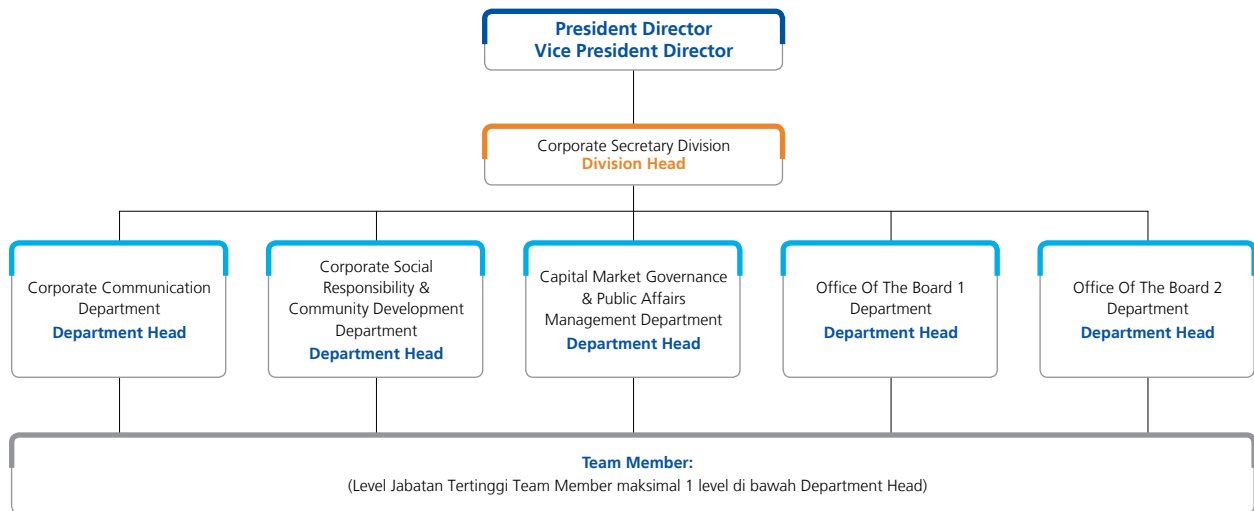 President Director
Vice President Director
Corporate Secretary Division
Division Head
Corporate Communication
Department
Department Head
Corporate Social
Responsibility &
Community Development
Department
Department Head
Capital Market Governance
& Public Affairs
Management Department
Department Head
Office Of The Board 1
Department
Department Head
Office Of The Board 2
Department
Department Head
Team Member:
(Level Jabatan Tertinggi Team Member maksimal 1 level di bawah Department Head)